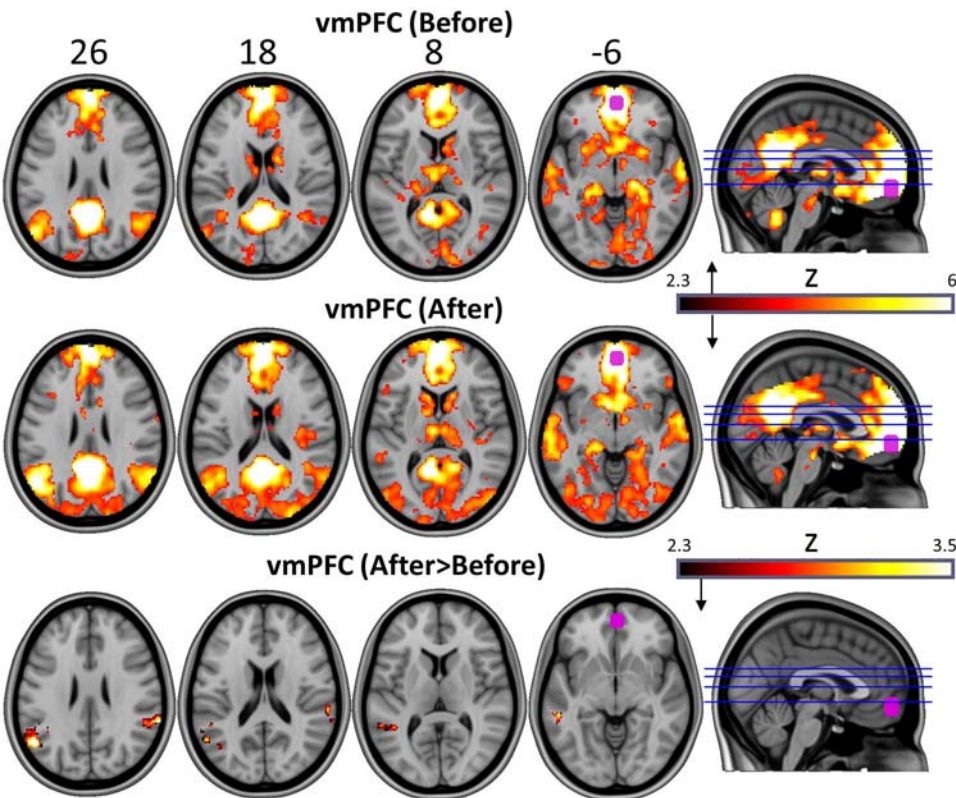 vmPFC (Before)
26 18 8 -6
Z
2.3 6
vmPFC (After)
Z
2.3 3.5
vmPFC (After>Before)